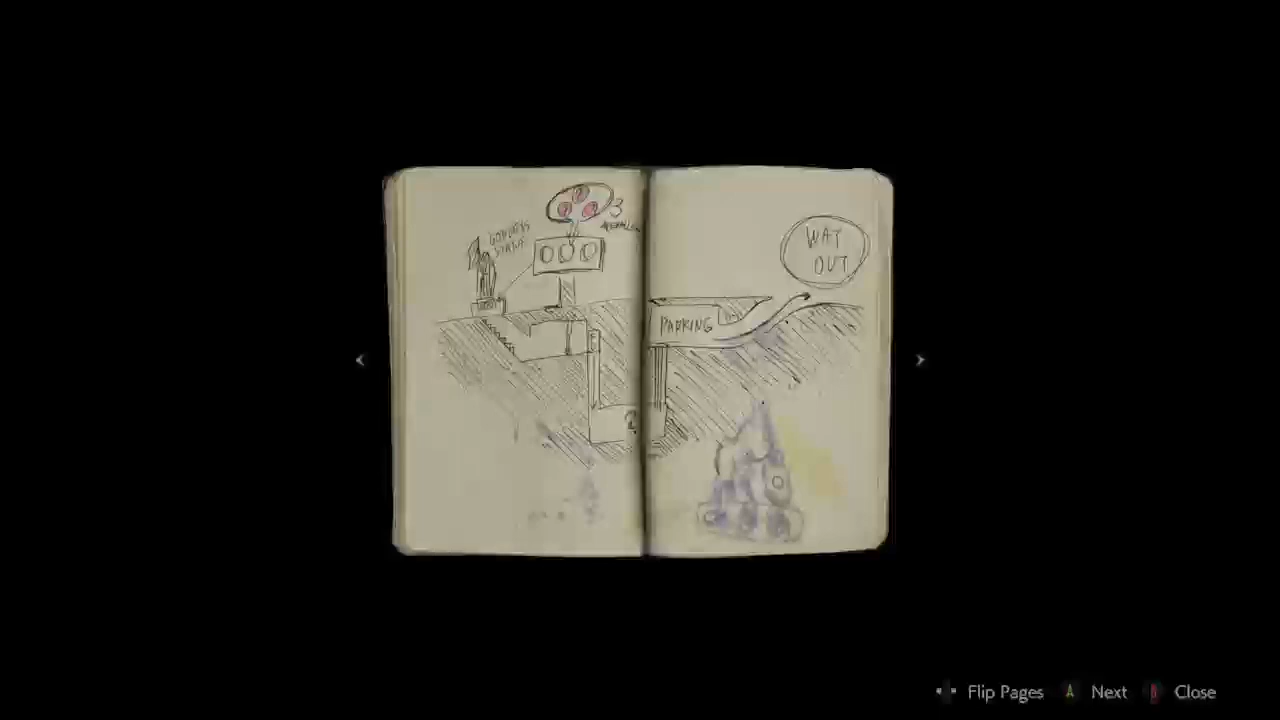 3
GODDESS
STATUE
WAY
OUT
PARKING
?
Flip Pages
A
Next
B
Close